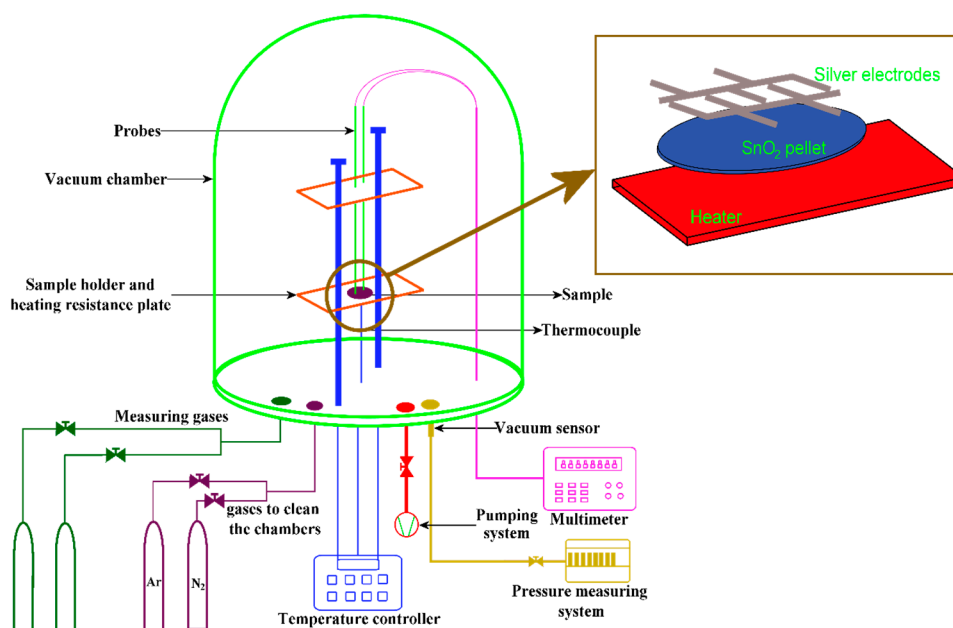 Silver electrodes
SnO₂ pellet
Heater
Probes
Vacuum chamber
Sample holder and
heating resistance plate
Sample
Thermocouple
Measuring gases
Vacuum sensor
gases to clean
the chambers
Pumping
system
Multimeter
Ar
N₂
Temperature controller
Pressure measuring
system